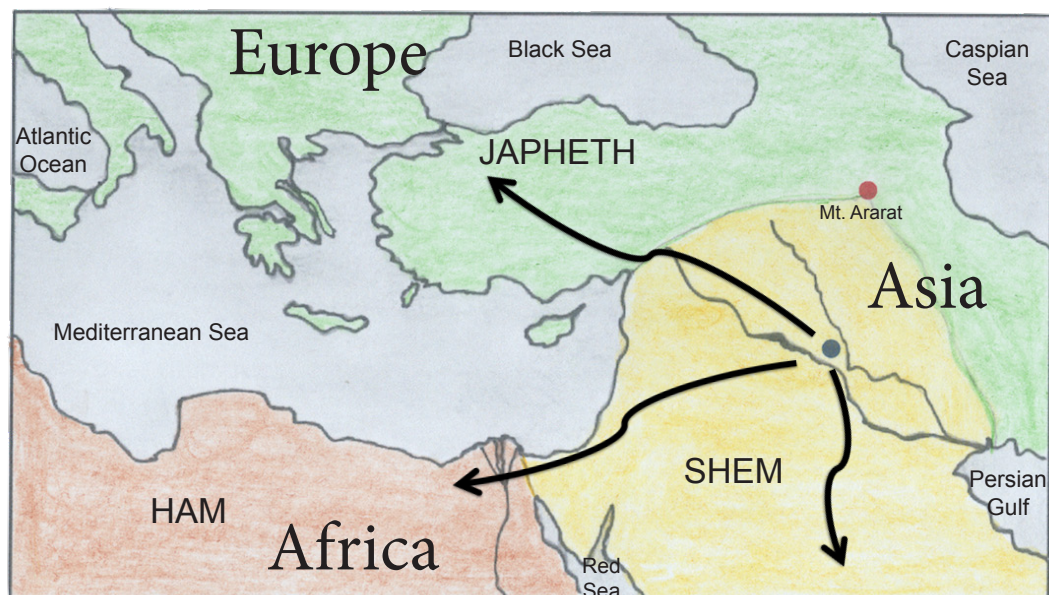 Europe
Black Sea
Caspian
Sea
Atlantic
Ocean
JAPHETH
Mt. Ararat
Asia
Mediterranean Sea
SHEM
Persian
Gulf
HAM
Africa
Red
Sea